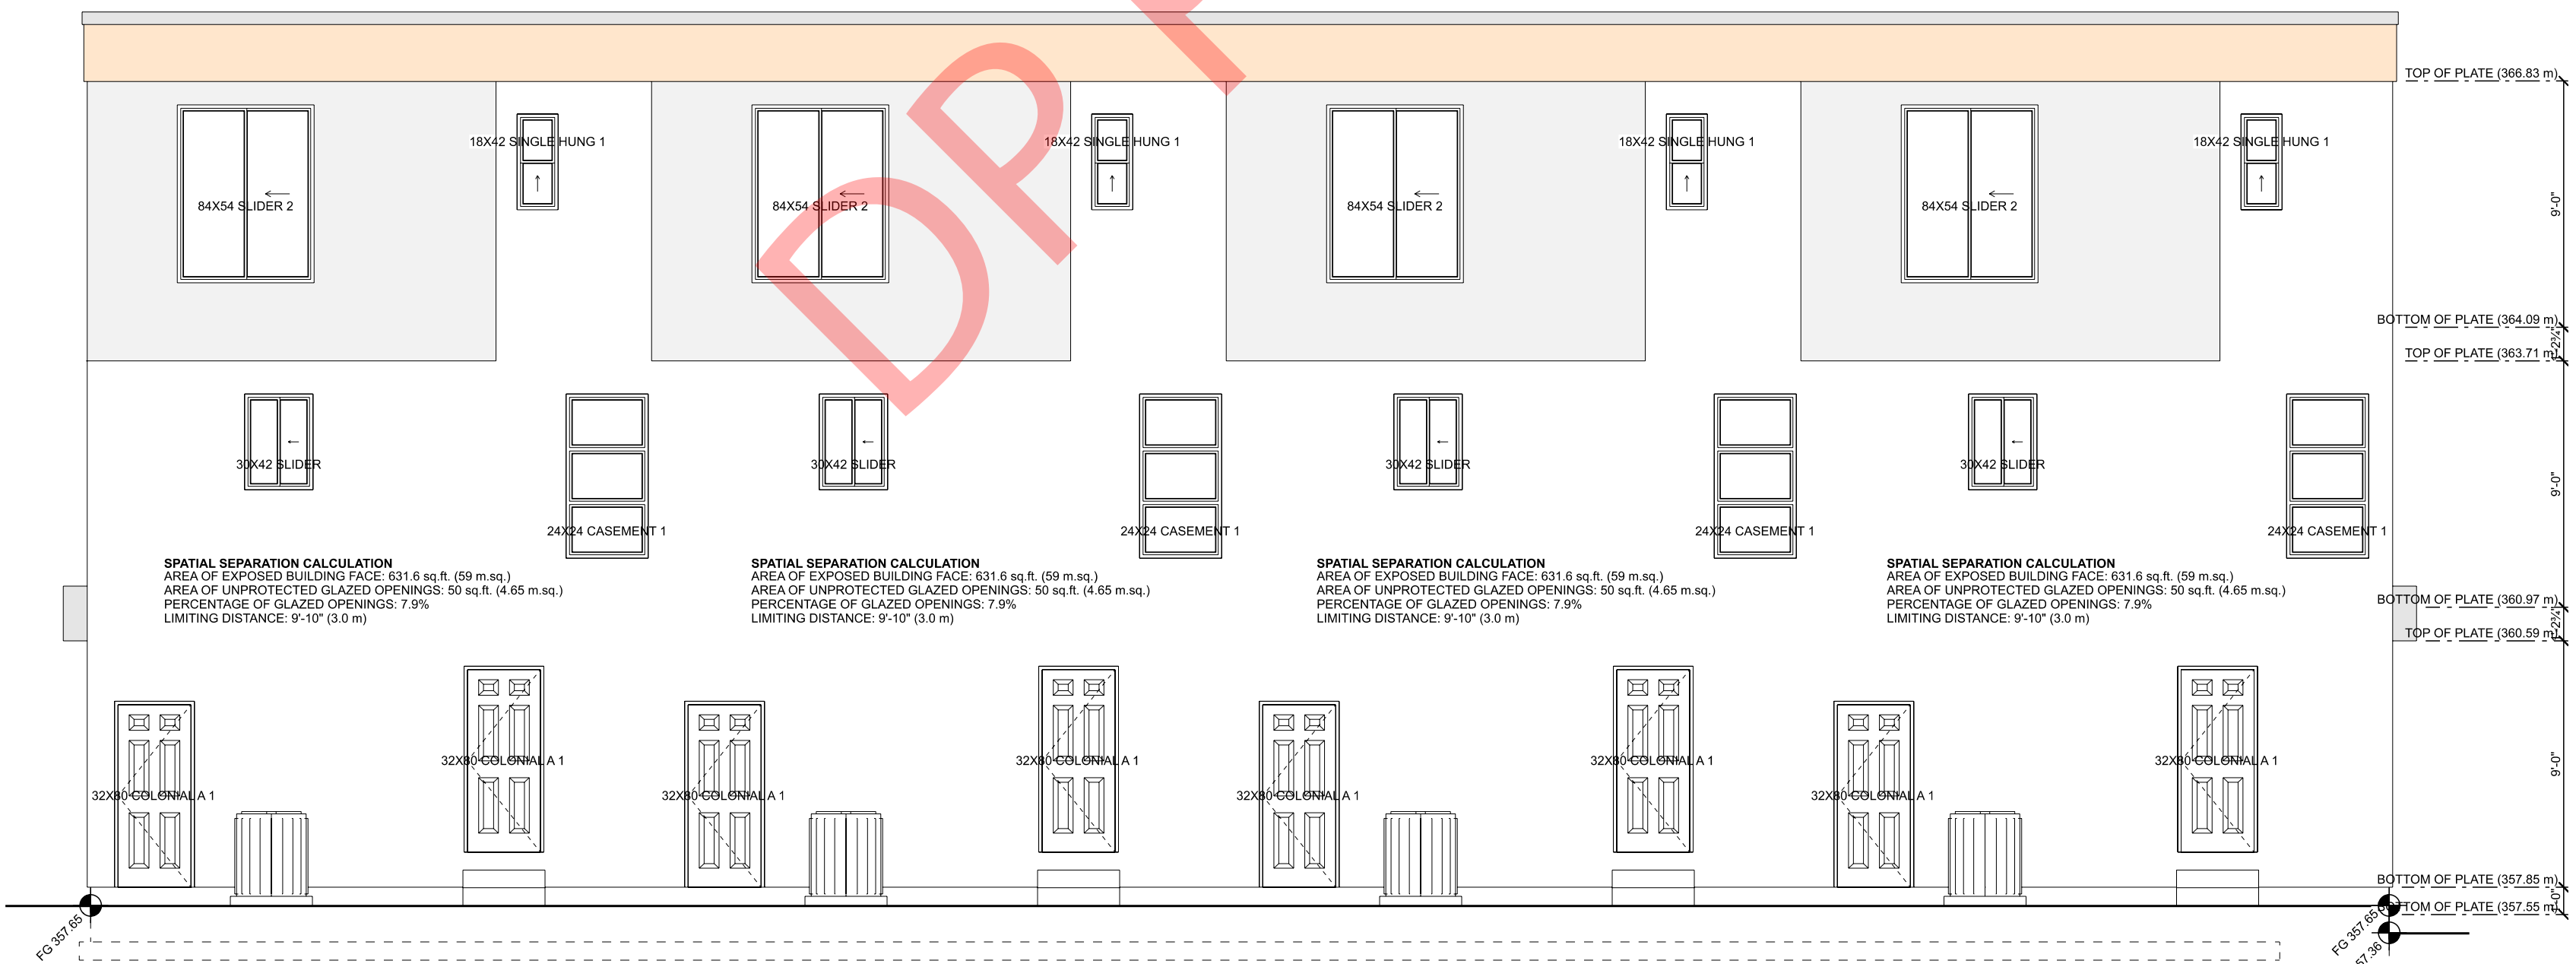 DP
TOP OF PLATE (366.83 m)
18X42 SINGLE HUNG 1
18X42 SINGLE HUNG 1
18X42 SINGLE HUNG 1
18X42 SINGLE HUNG 1
84X54 SLIDER 2
84X54 SLIDER 2
84X54 SLIDER 2
84X54 SLIDER 2
9'-0"
BOTTOM OF PLATE (364.09 m)
TOP OF PLATE (363.71 m)
30X42 SLIDER
30X42 SLIDER
30X42 SLIDER
30X42 SLIDER
9'-0"
24X24 CASEMENT 1
24X24 CASEMENT 1
24X24 CASEMENT 1
24X24 CASEMENT 1
SPATIAL SEPARATION CALCULATION
AREA OF EXPOSED BUILDING FACE: 631.6 sq.ft. (59 m.sq.)
AREA OF UNPROTECTED GLAZED OPENINGS: 50 sq.ft. (4.65 m.sq.)
PERCENTAGE OF GLAZED OPENINGS: 7.9%
LIMITING DISTANCE: 9'-10" (3.0 m)
SPATIAL SEPARATION CALCULATION
AREA OF EXPOSED BUILDING FACE: 631.6 sq.ft. (59 m.sq.)
AREA OF UNPROTECTED GLAZED OPENINGS: 50 sq.ft. (4.65 m.sq.)
PERCENTAGE OF GLAZED OPENINGS: 7.9%
LIMITING DISTANCE: 9'-10" (3.0 m)
SPATIAL SEPARATION CALCULATION
AREA OF EXPOSED BUILDING FACE: 631.6 sq.ft. (59 m.sq.)
AREA OF UNPROTECTED GLAZED OPENINGS: 50 sq.ft. (4.65 m.sq.)
PERCENTAGE OF GLAZED OPENINGS: 7.9%
LIMITING DISTANCE: 9'-10" (3.0 m)
SPATIAL SEPARATION CALCULATION
AREA OF EXPOSED BUILDING FACE: 631.6 sq.ft. (59 m.sq.)
AREA OF UNPROTECTED GLAZED OPENINGS: 50 sq.ft. (4.65 m.sq.)
PERCENTAGE OF GLAZED OPENINGS: 7.9%
LIMITING DISTANCE: 9'-10" (3.0 m)
BOTTOM OF PLATE (360.97 m)
TOP OF PLATE (360.59 m)
32X80 COLONIAL A 1
32X80 COLONIAL A 1
32X80 COLONIAL A 1
32X80 COLONIAL A 1
9'-0"
32X80 COLONIAL A 1
32X80 COLONIAL A 1
32X80 COLONIAL A 1
32X80 COLONIAL A 1
BOTTOM OF PLATE (357.85 m)
TOM OF PLATE (357.55 m)
FG 357.65
FG 357.65
57.36